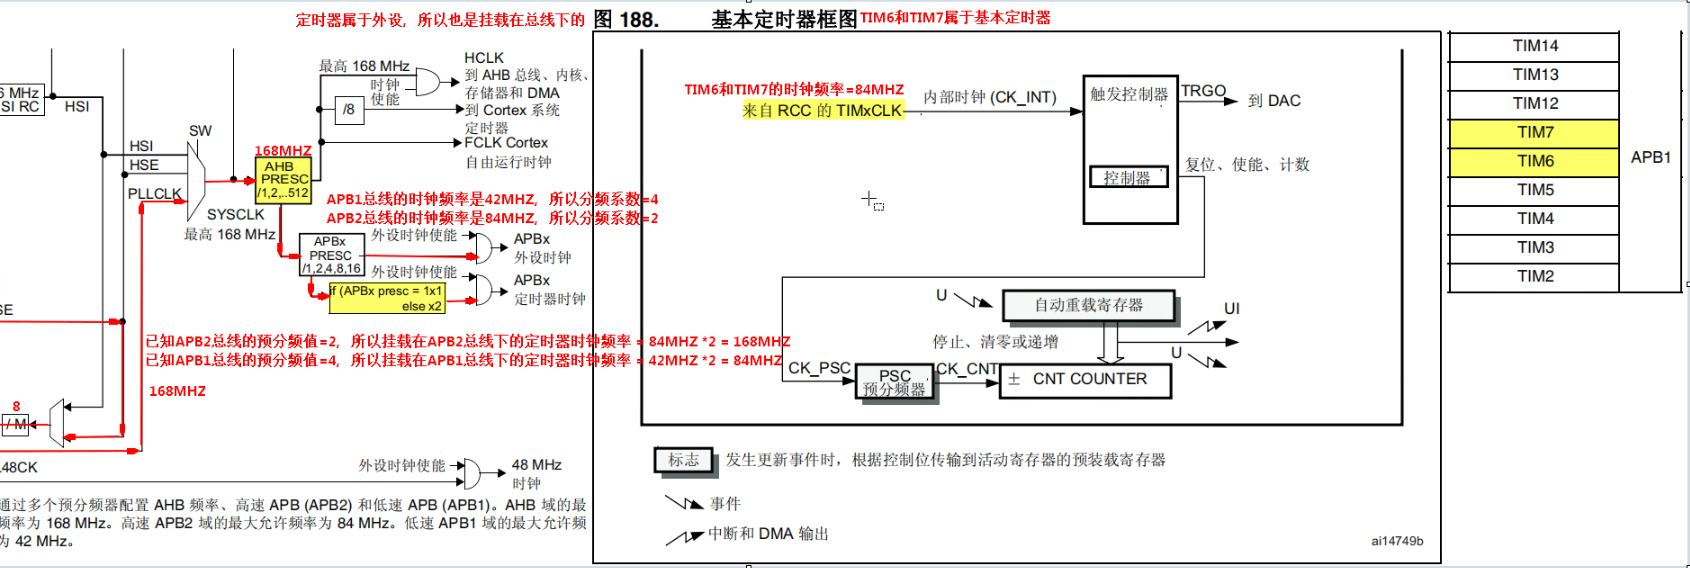 定时器属于外设，所以也是挂载在总线下的
图 188.
基本定时器框图
TIM6和TIM7属于基本定时器
6 MHz
SI RC
HSI
SW
HSI
HSE
PLLCLK
168MHZ
AHB
PRESC
/1,2,..512
SYSCLK
最高 168 MHz
最高 168 MHz
时钟
使能
/8
HCLK
到 AHB 总线、内核、
存储器和 DMA
到 Cortex 系统
定时器
FCLK Cortex
自由运行时钟
APB1总线的时钟频率是42MHZ，所以分频系数=4
APB2总线的时钟频率是84MHZ，所以分频系数=2
APBx
PRESC
/1,2,4,8,16
外设时钟使能
APBx
外设时钟
外设时钟使能
APBx
定时器时钟
if (APBx presc = 1x1
else x2
SE
已知APB2总线的预分频值=2，所以挂载在APB2总线下的定时器时钟频率 = 84MHZ *2 = 168MHZ
已知APB1总线的预分频值=4，所以挂载在APB1总线下的定时器时钟频率 = 42MHZ *2 = 84MHZ
168MHZ
8
/ M
.48CK
外设时钟使能
48 MHz
时钟
通过多个预分频器配置 AHB 频率、高速 APB (APB2) 和低速 APB (APB1)。AHB 域的最
频率为 168 MHz。高速 APB2 域的最大允许频率为 84 MHz。低速 APB1 域的最大允许频
为 42 MHz。
TIM6和TIM7的时钟频率=84MHZ
来自 RCC 的 TIMxCLK
内部时钟 (CK_INT)
触发控制器
TRGO
到 DAC
控制器
复位、使能、计数
U
自动重载寄存器
UI
停止、清零或递增
U
CK_PSC
PSC
预分频器
CK_CNT
± CNT COUNTER
标志
发生更新事件时，根据控制位传输到活动寄存器的预装载寄存器
事件
中断和 DMA 输出
ai14749b
TIM14
TIM13
TIM12
TIM7
TIM6
APB1
TIM5
TIM4
TIM3
TIM2